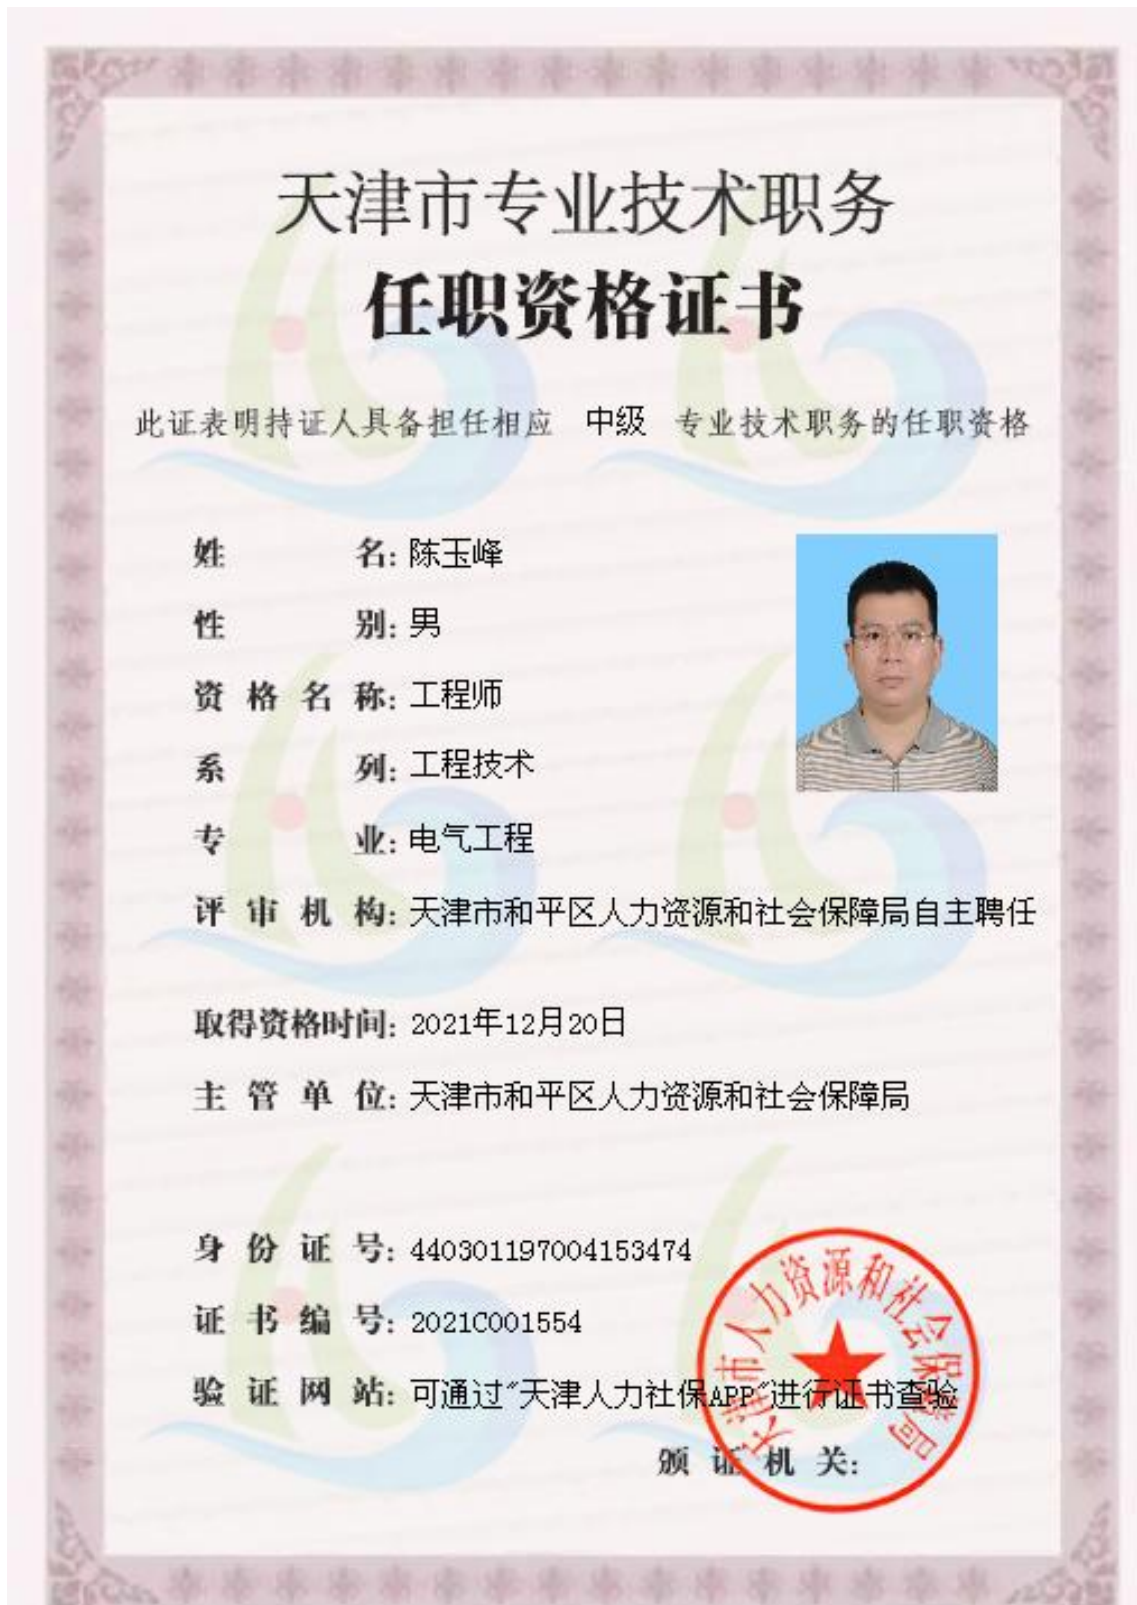 天津市专业技术职务
任职资格证书
此证表明持证人具备担任相应 中级 专业技术职务的任职资格
姓名：陈玉峰
性别：男
资格名称：工程师
系列：工程技术
专业：电气工程
评审机构：天津市和平区人力资源和社会保障局自主聘任
取得资格时间：2021年12月20日
主管单位：天津市和平区人力资源和社会保障局
身份证号：440301197004153474
证书编号：2021C001554
验证网站：可通过"天津人力社保APP"进行证书查验
颁证机关：
天津市人力资源和社会保障局